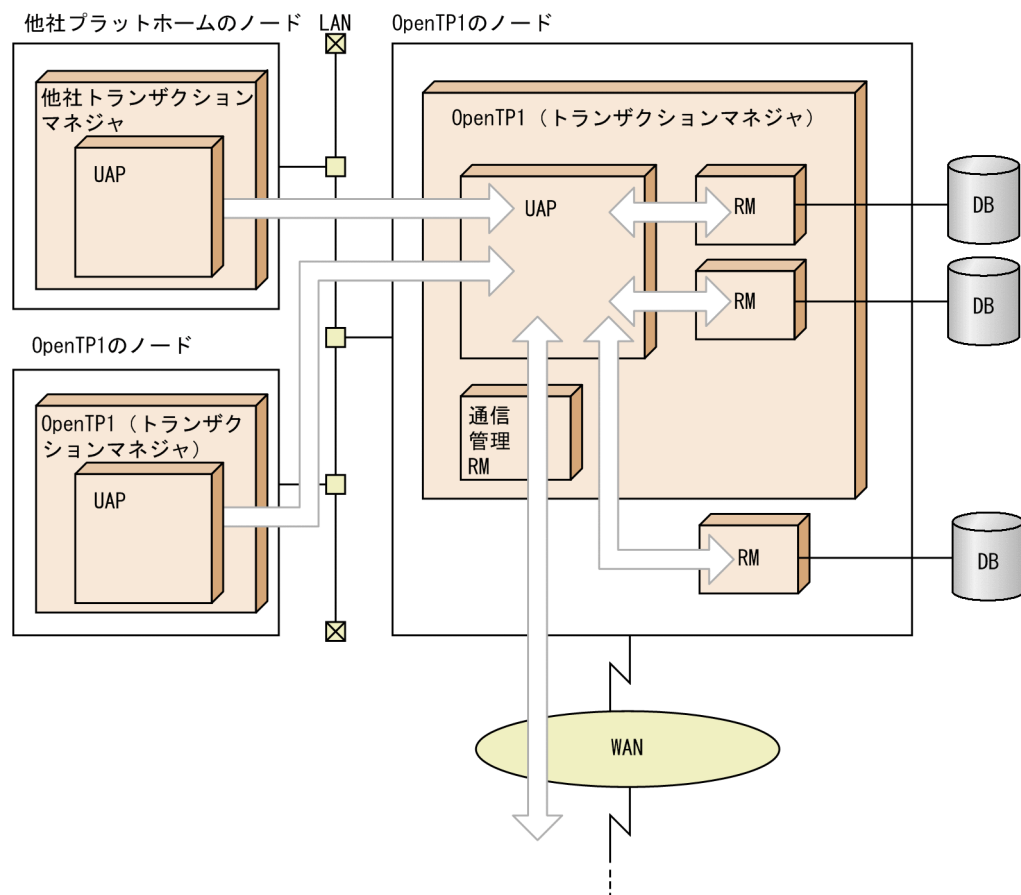 他社プラットホームのノード
LAN
OpenTP1のノード
他社トランザクション
マネジャ
UAP
OpenTP1(トランザクションマネジャ)
UAP
RM
DB
RM
DB
OpenTP1のノード
OpenTP1(トランザク
ションマネジャ)
UAP
通信
管理
RM
RM
DB
WAN